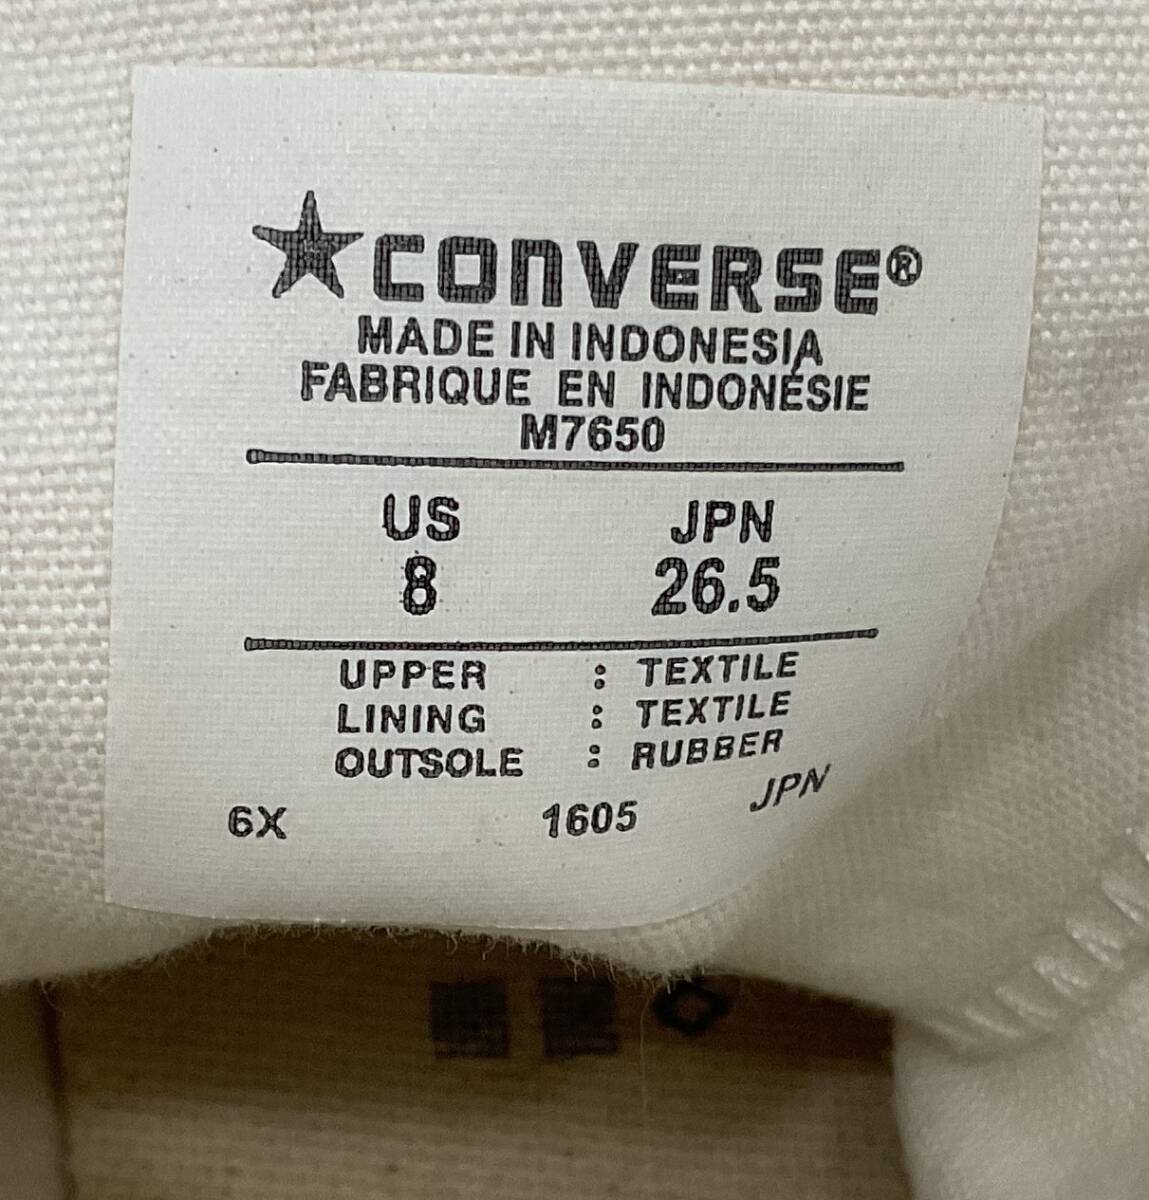 ★CONVERSE®
MADE IN INDONESIA
FABRIQUE EN INDONÉSIE
M7650
US JPN
8 26.5
UPPER : TEXTILE
LINING : TEXTILE
OUTSOLE : RUBBER
6X 1605 JPN